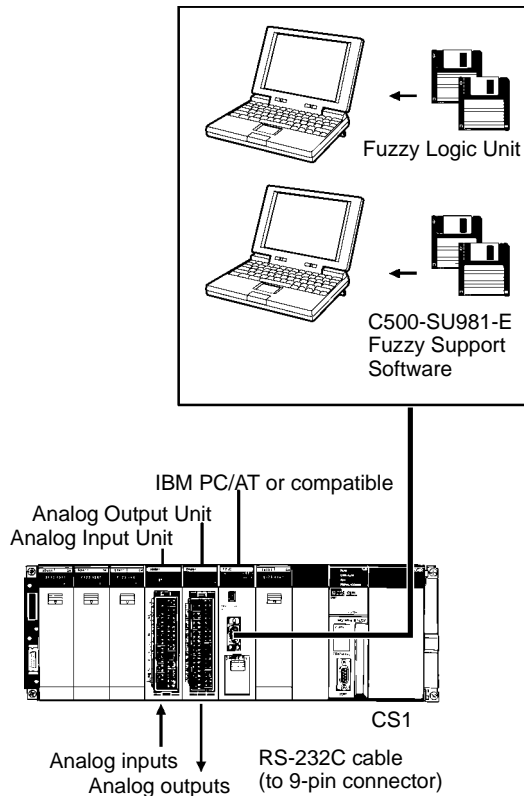 Fuzzy Logic Unit
C500-SU981-E
Fuzzy Support
Software
IBM PC/AT or compatible
Analog Output Unit
Analog Input Unit
CS1
Analog inputs
Analog outputs
RS-232C cable
(to 9-pin connector)